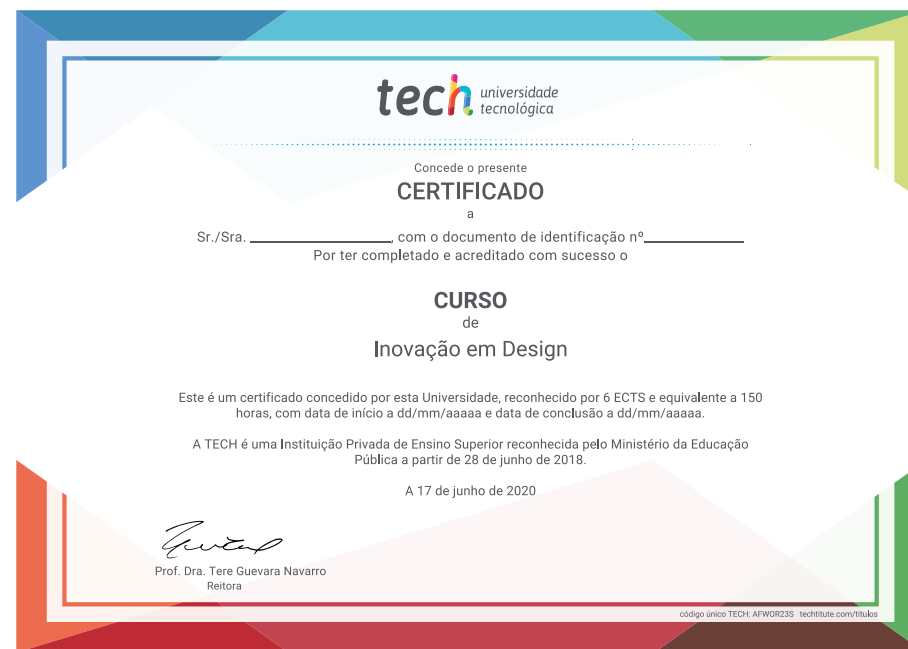 tech universidade
tecnológica
Concede o presente
CERTIFICADO
a
Sr./Sra. ____________________, com o documento de identificação nº______________
Por ter completado e acreditado com sucesso o
CURSO
de
Inovação em Design
Este é um certificado concedido por esta Universidade, reconhecido por 6 ECTS e equivalente a 150
horas, com data de início a dd/mm/aaaaa e data de conclusão a dd/mm/aaaaa.
A TECH é uma Instituição Privada de Ensino Superior reconhecida pelo Ministério da Educação
Pública a partir de 28 de junho de 2018.
A 17 de junho de 2020
Prof. Dra. Tere Guevara Navarro
Reitora
código único TECH: AFWOR23S techtitute.com/titulos